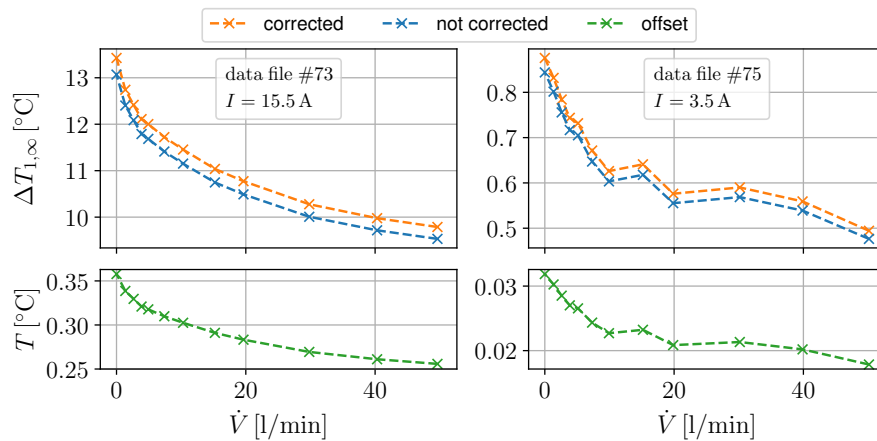 corrected not corrected offset
data file #73
I = 15.5 A
data file #75
I = 3.5 A
ΔT1,∞ [°C]
13
12
11
10
0.8
0.7
0.6
0.5
T [°C]
0.35
0.30
0.25
0.03
0.02
0 20 40
0 20 40
V̇ [l/min]
V̇ [l/min]